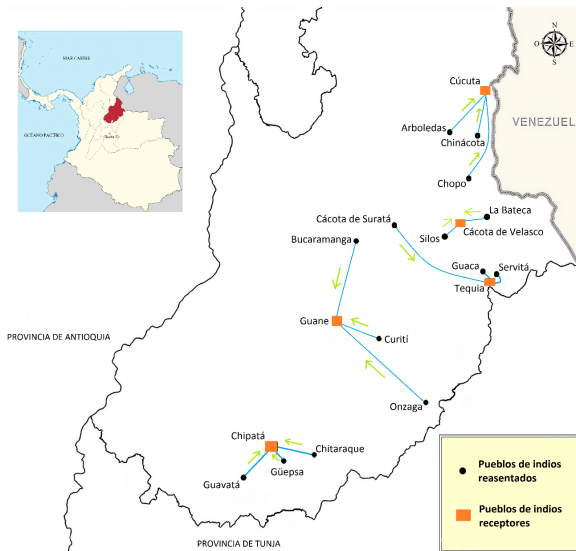 MAR CARIBE
OCÉANO PACÍFICO
N
O
E
S
VENEZUEL
Cúcuta
Arboledas
Chinácota
Chopo
La Bateca
Cácota de Velasco
Silos
Cácota de Suratá
Bucaramanga
Guaca
Servitá
Tequia
Guane
Curití
Onzaga
PROVINCIA DE ANTIOQUIA
Chipatá
Chitaraque
Güepsa
Guavatá
PROVINCIA DE TUNJA
Pueblos de indios
reasentados
Pueblos de indios
receptores